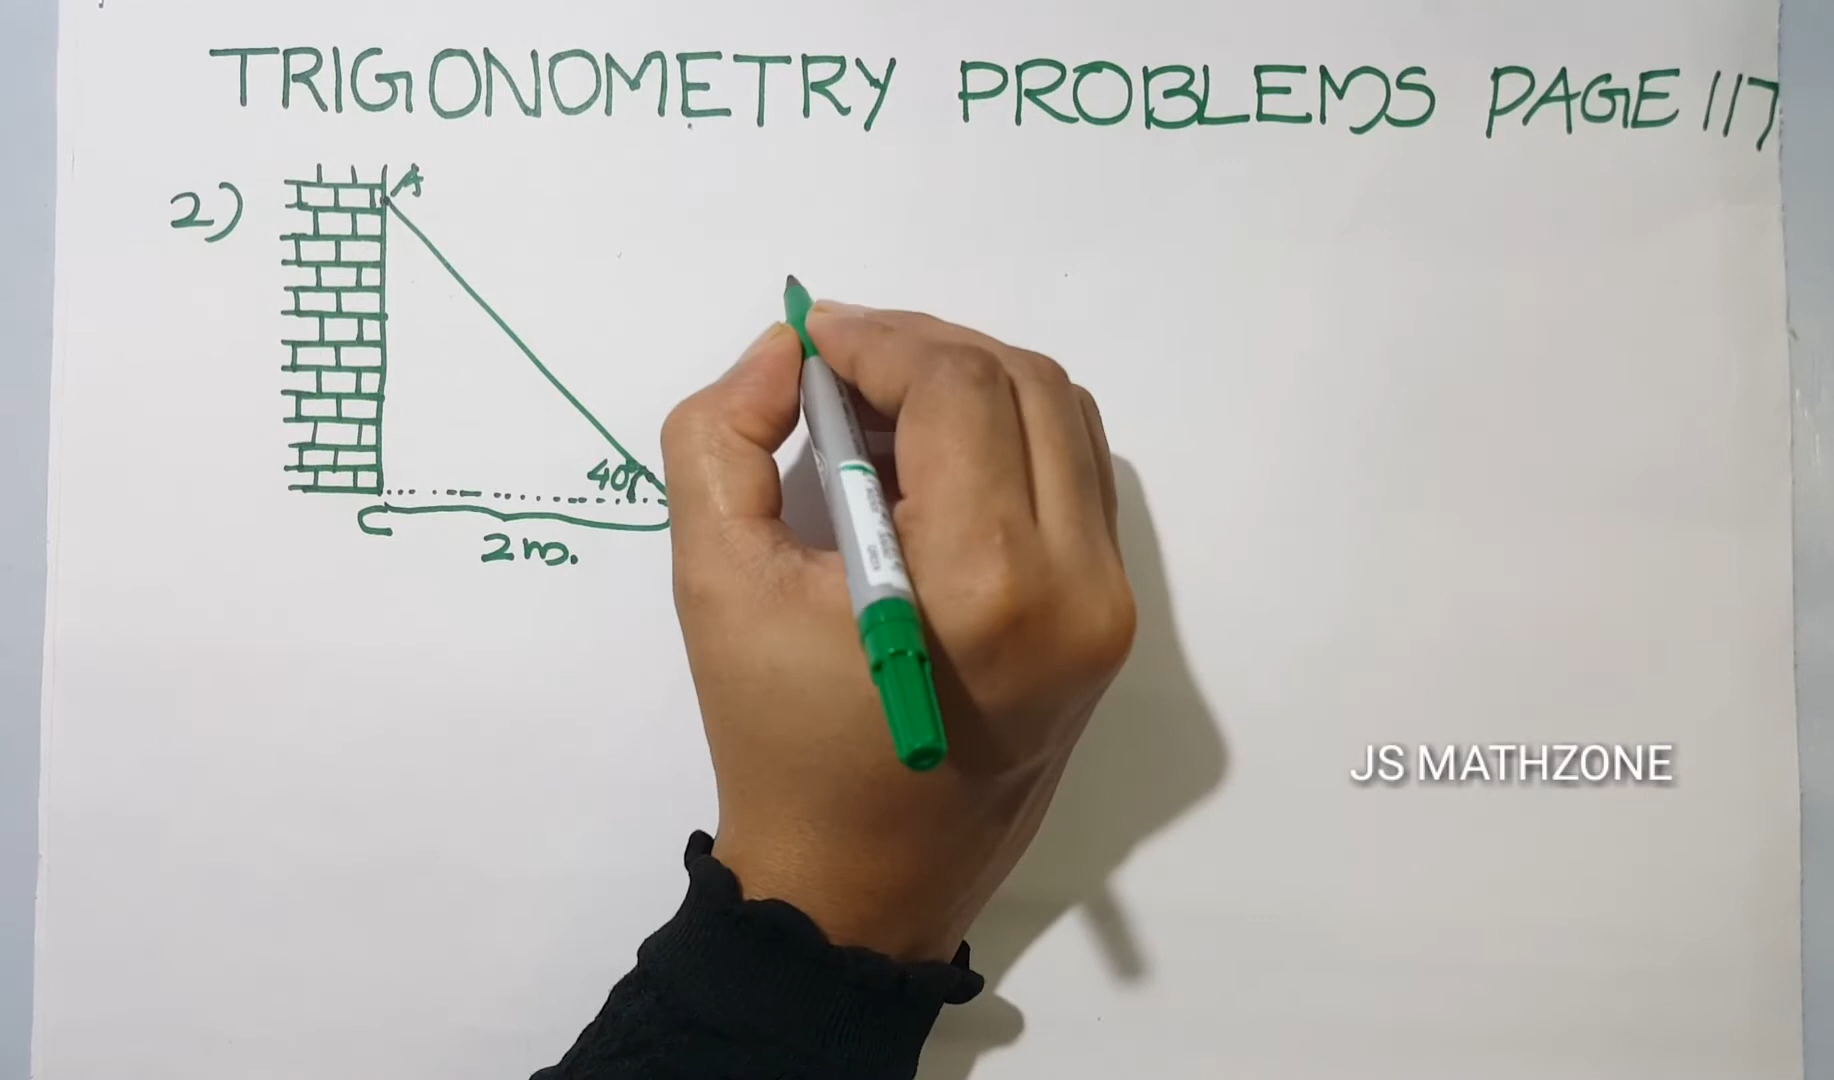 TRIGONOMETRY PROBLEMS PAGE 117
2)
A
40°
2m.
JS MATHZONE